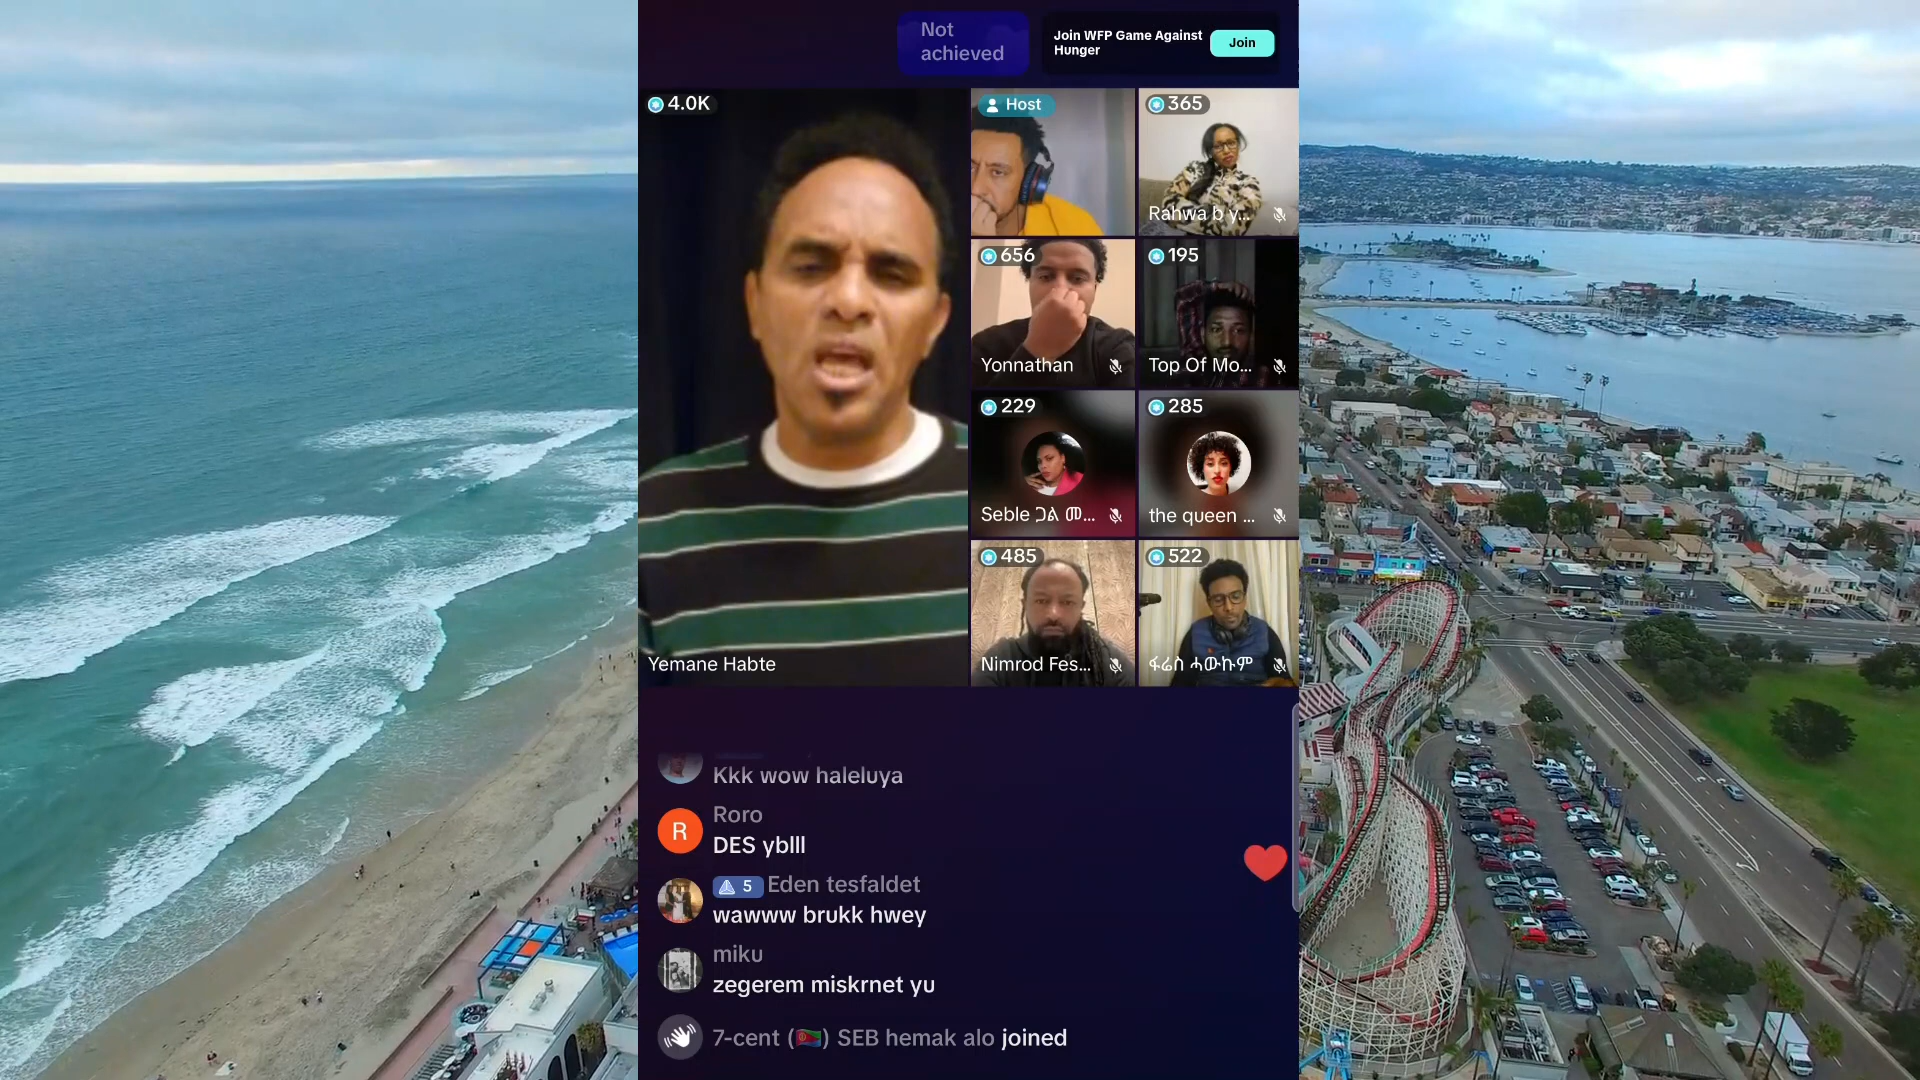 Not
achieved
Join WFP Game Against
Hunger
Join
4.0K
Host
365
Rahwa b y...
656
Yonnathan
195
Top Of Mo...
229
Seble ጋል መ...
285
the queen ...
485
Nimrod Fes...
522
ፋሬስ ሓውኩም
Yemane Habte
Kkk wow haleluya
R
Roro
DES yblll
5 Eden tesfaldet
wawww brukk hwey
miku
zegerem miskrnet yu
7-cent (🇪🇷) SEB hemak alo joined